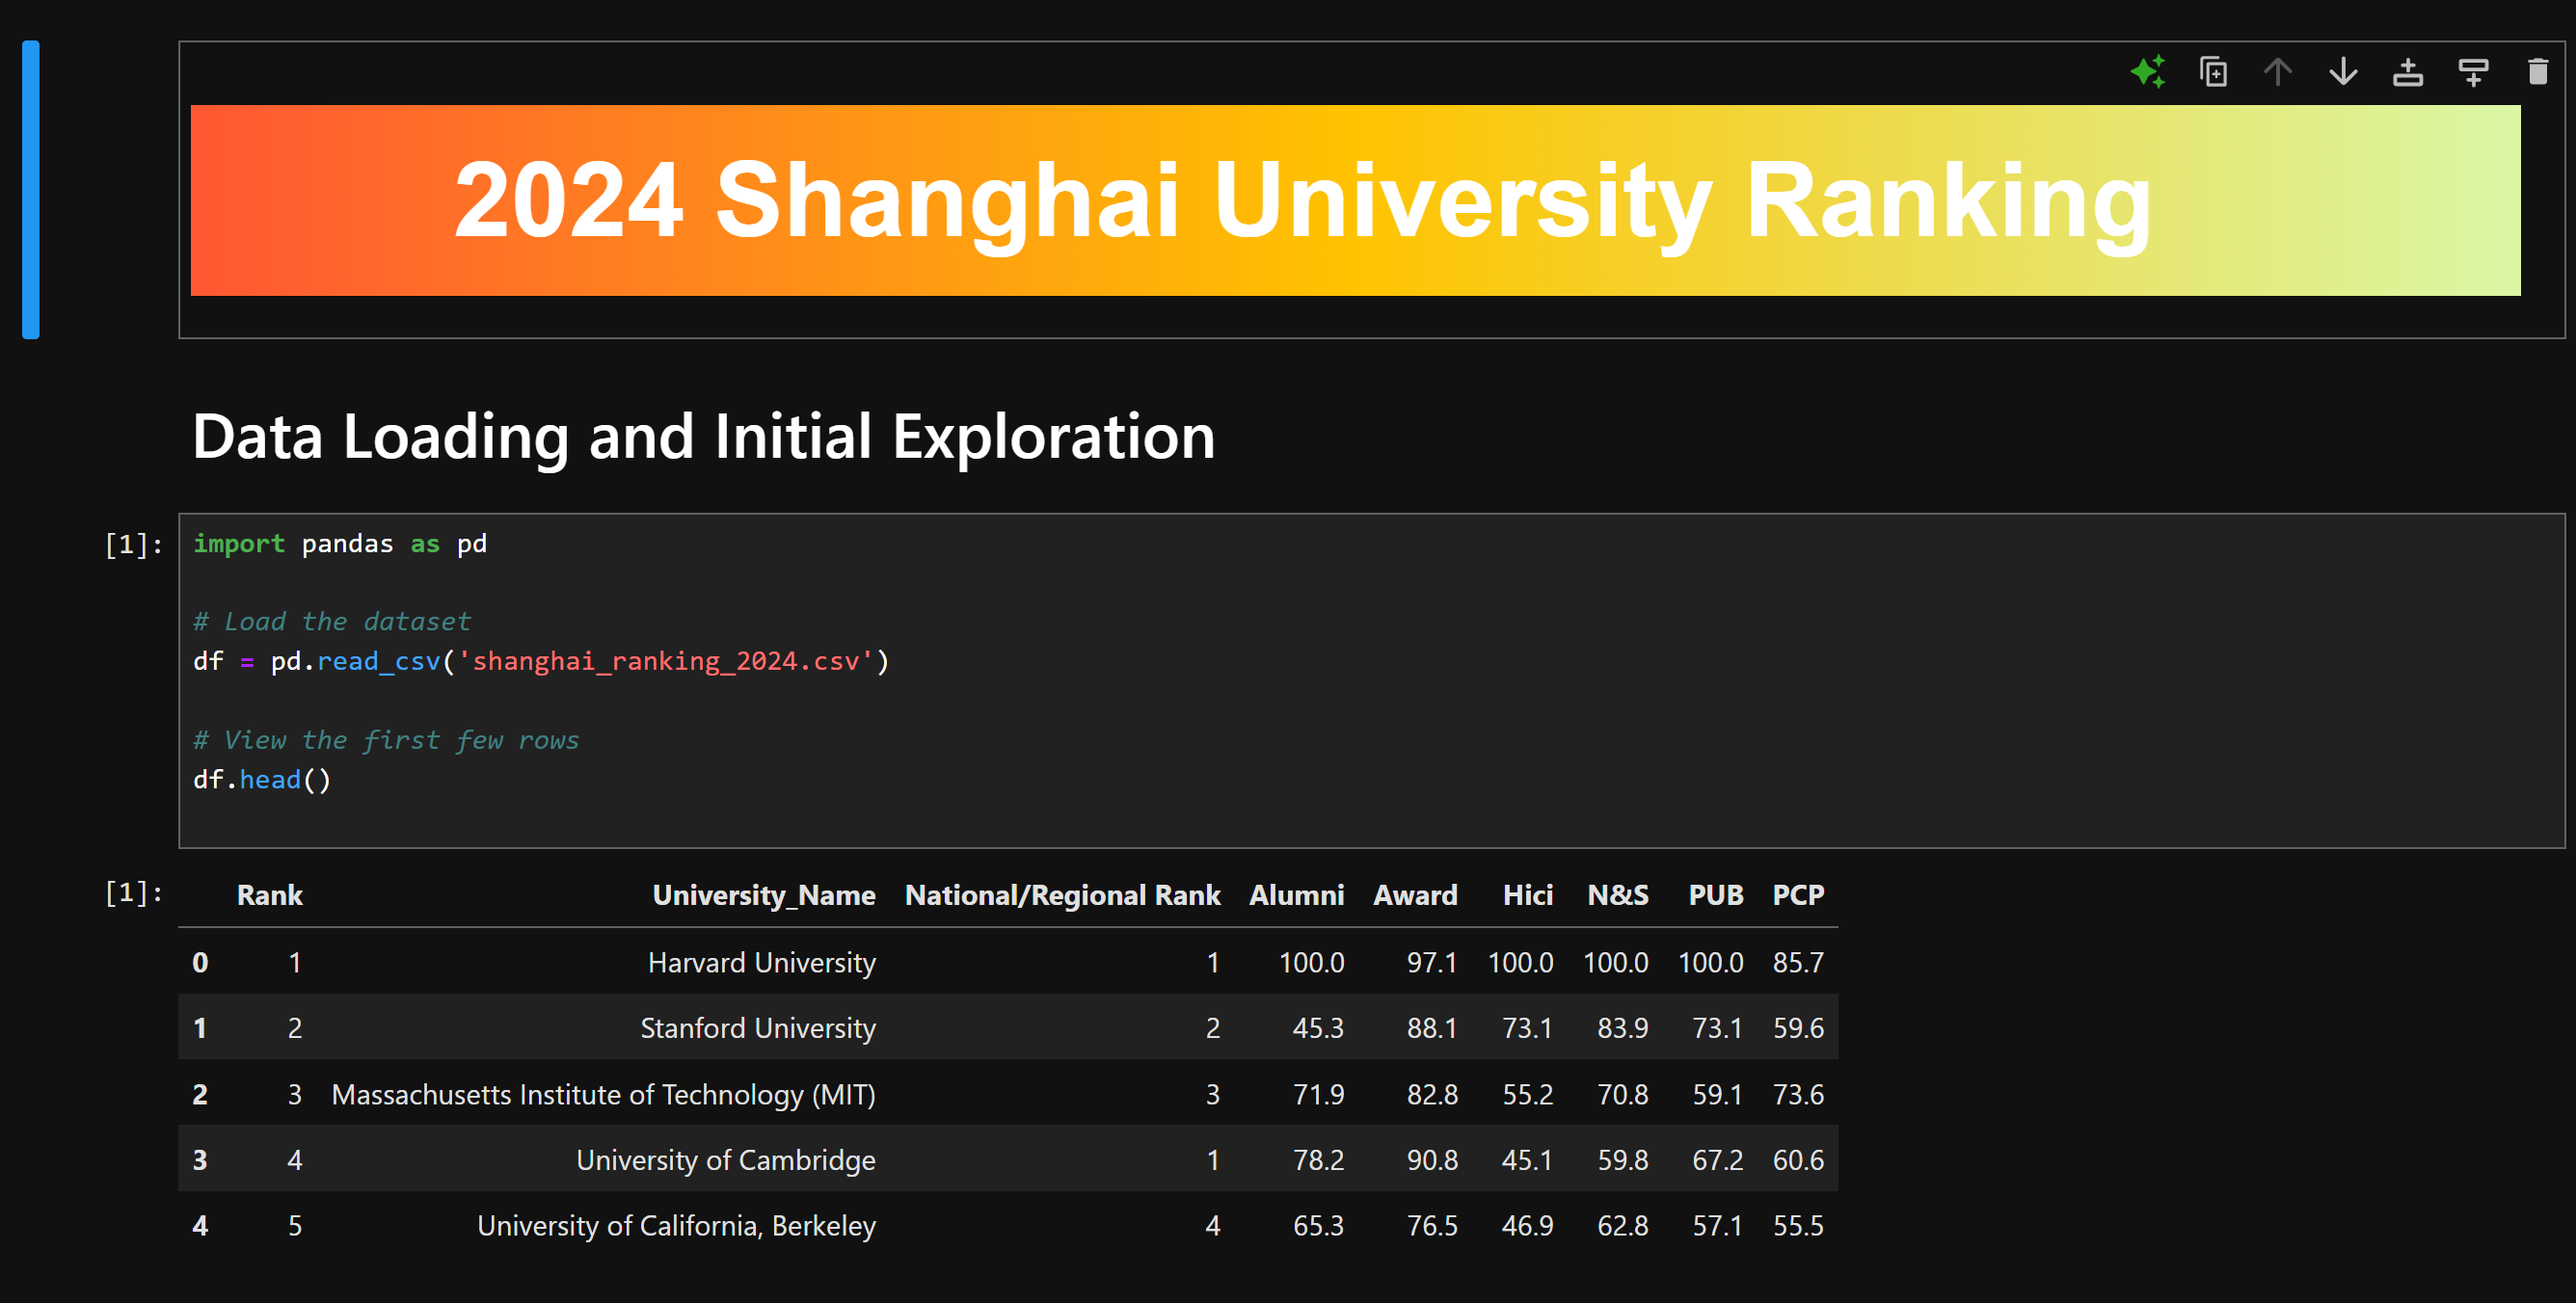 2024 Shanghai University Ranking
Data Loading and Initial Exploration
[1]:
import pandas as pd
# Load the dataset
df = pd.read_csv('shanghai_ranking_2024.csv')
# View the first few rows
df.head()
[1]:
Rank University_Name National/Regional Rank Alumni Award Hici N&S PUB PCP
0 1 Harvard University 1 100.0 97.1 100.0 100.0 100.0 85.7
1 2 Stanford University 2 45.3 88.1 73.1 83.9 73.1 59.6
2 3 Massachusetts Institute of Technology (MIT) 3 71.9 82.8 55.2 70.8 59.1 73.6
3 4 University of Cambridge 1 78.2 90.8 45.1 59.8 67.2 60.6
4 5 University of California, Berkeley 4 65.3 76.5 46.9 62.8 57.1 55.5